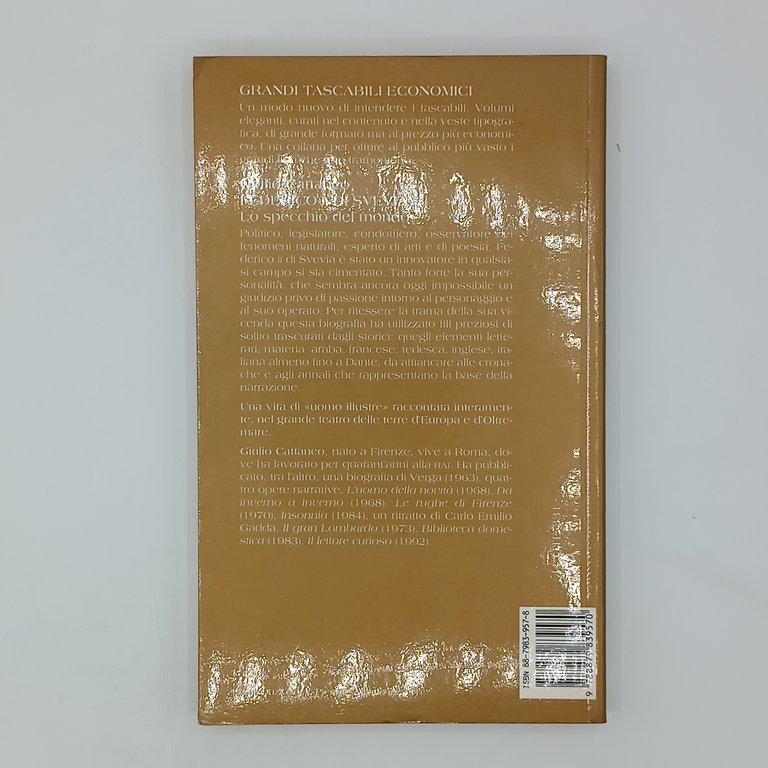 GRANDI TASCABILI ECONOMICI
Un modo nuovo di intendere i tascabili. Volumi
eleganti, curati nel contenuto e nella veste tipogra-
fica, di grande formato ma al prezzo più economi-
co. Una collana per offrire al pubblico più vasto i
DI SVEVIA
Lo specchio del mondo
Politico, legislatore, condottiero, osservatore dei
fenomeni naturali, esperto di arti e di poesia, Fe-
derico II di Svevia è stato un innovatore in qualsia-
si campo si sia cimentato. Tanto forte la sua per-
sonalità, che sembra ancora oggi impossibile un
giudizio privo di passione intorno al personaggio e
al suo operato. Per ritessere la trama della sua vi-
cenda questa biografia ha utilizzato fili preziosi di
solito trascurati dagli storici: quegli elementi lette-
rari, materia araba, francese, tedesca, inglese, ita-
liana almeno fino a Dante, da affiancare alle crona-
che e agli annali che rappresentano la base della
narrazione.
Una vita di «uomo illustre» raccontata interamen-
te, nel grande teatro delle terre d'Europa e d'Oltre-
mare.
Giulio Cattaneo, nato a Firenze, vive a Roma, do-
ve ha lavorato per quarant'anni alla RAI. Ha pubbli-
cato, tra l'altro, una biografia di Verga (1963), quat-
tro opere narrative, L'uomo della novità (1968), Da
inverno a inverno (1968), Le rughe di Firenze
(1970), Insonnia (1984), un ritratto di Carlo Emilio
Gadda, Il gran Lombardo (1973), Biblioteca dome-
stica (1983), Il lettore curioso (1992).
ISBN 88-7983-957-8